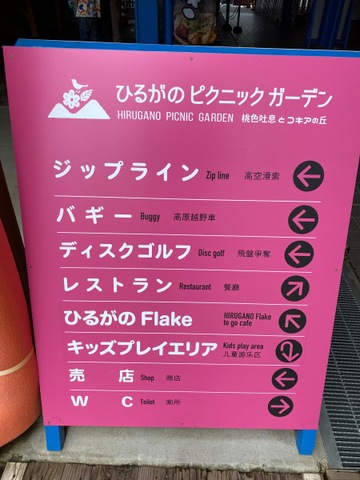 ひるがの ピクニック ガーデン
HIRUGANO PICNIC GARDEN 桃色吐息とコキアの丘
ジップライン Zip line 高空滑索
バギー Buggy 高原越野車
ディスクゴルフ Disc golf 飛盤爭奪
レストラン Restaurant 餐廳
ひるがの Flake HIRUGANO Flake
to go cafe
キッズプレイエリア Kids play area
儿童游乐区
売店 Shop 商店
WC Toilet 厠所